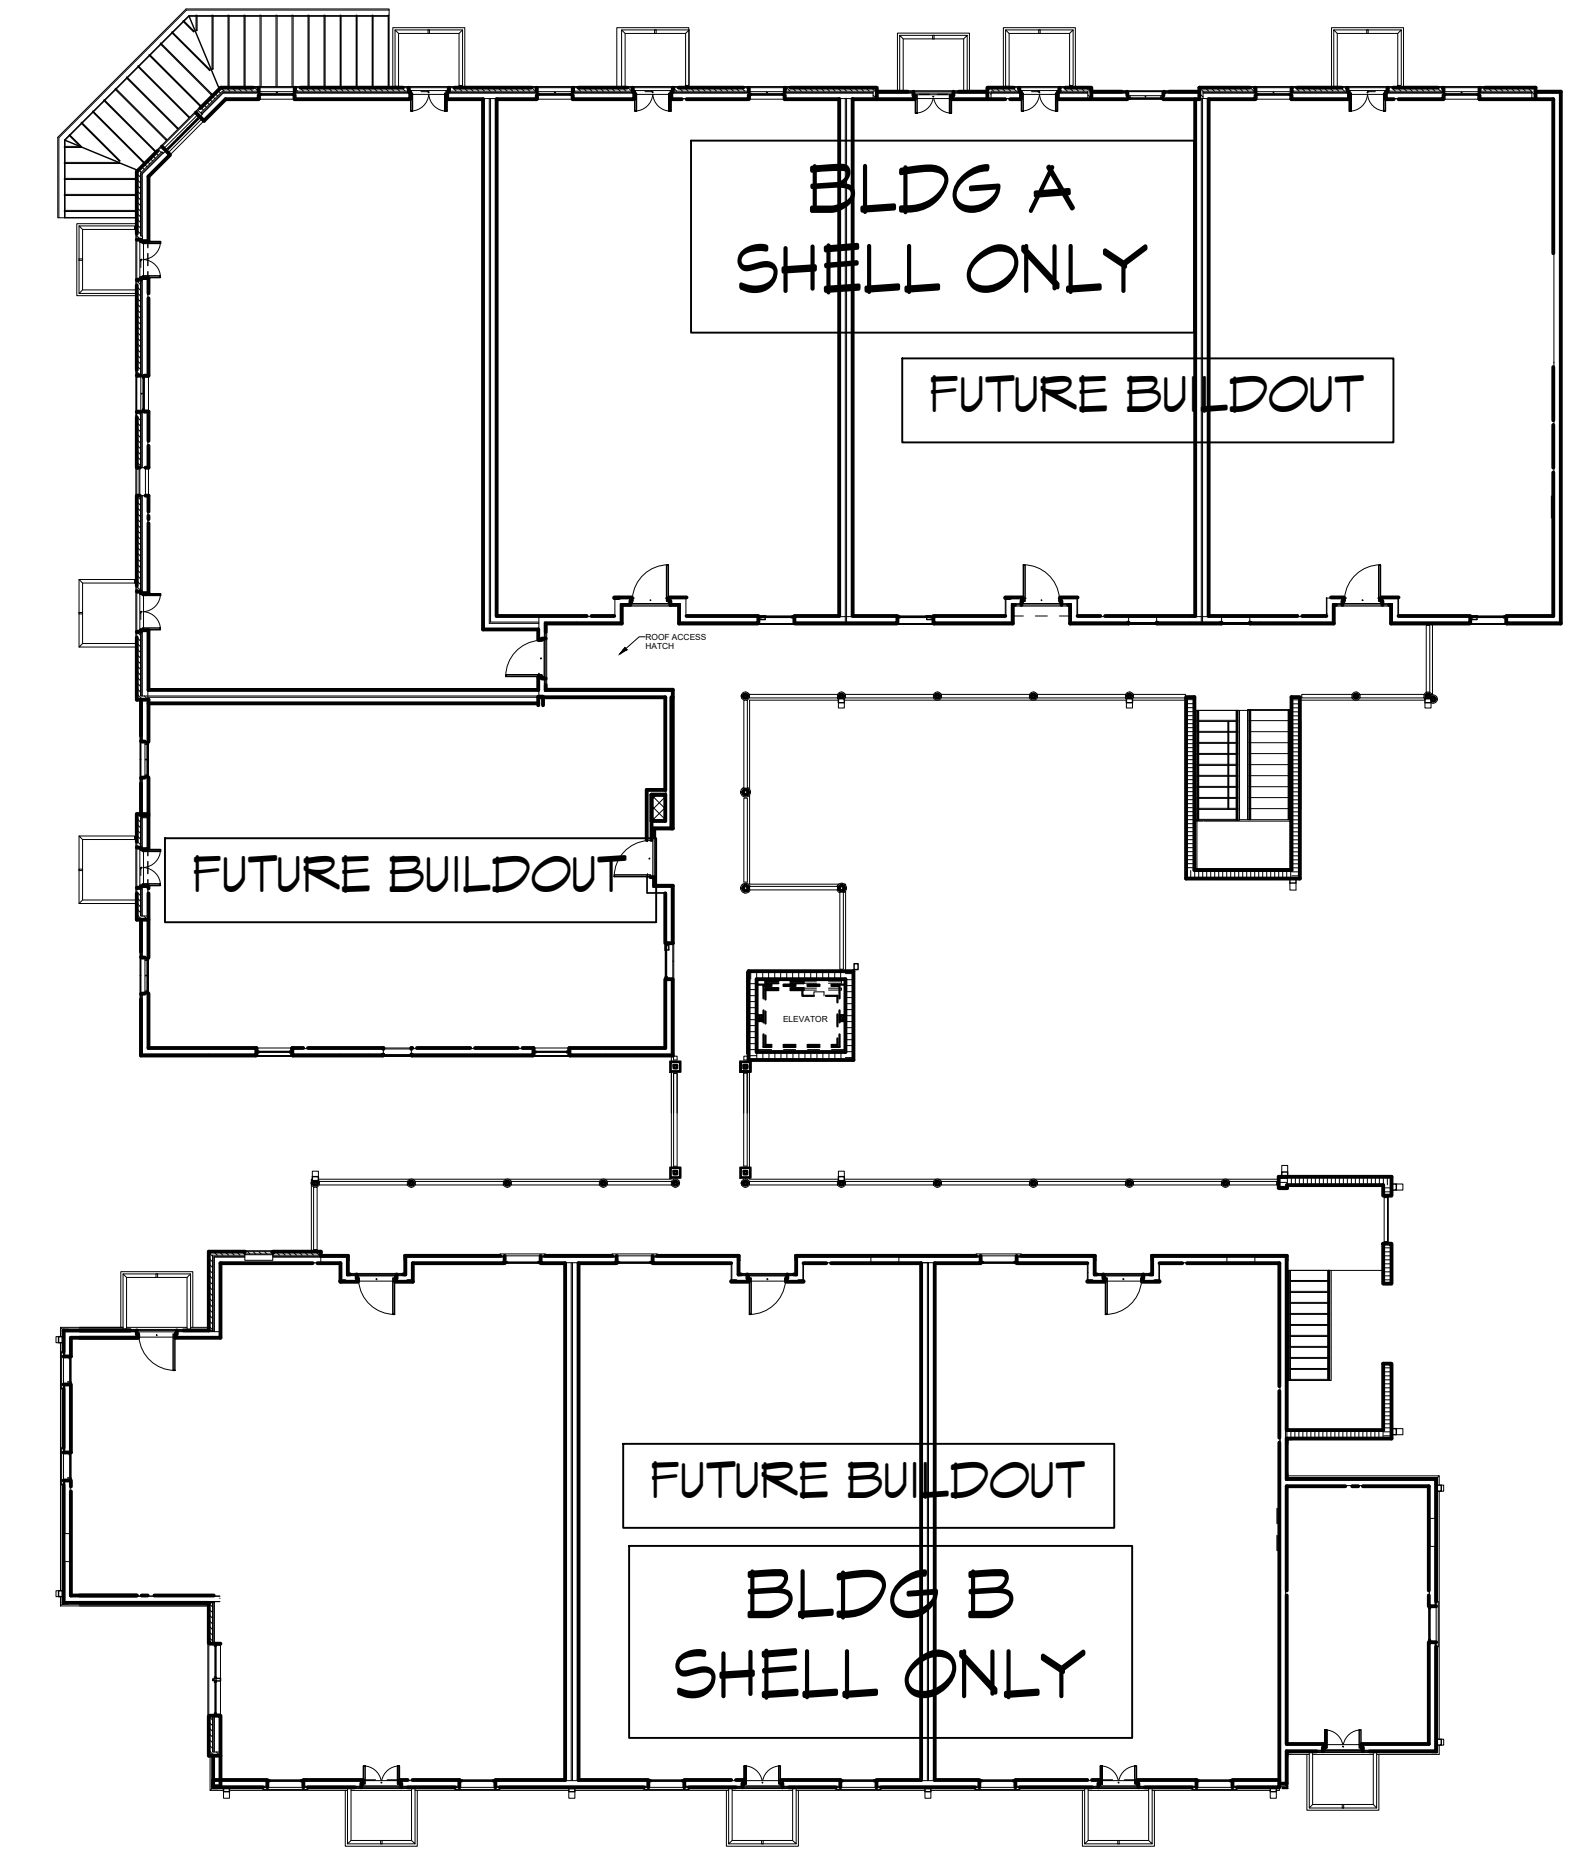 BLDG A
SHELL ONLY
FUTURE BUILDOUT
ROOF ACCESS
HATCH
FUTURE BUILDOUT
ELEVATOR
FUTURE BUILDOUT
BLDG B
SHELL ONLY